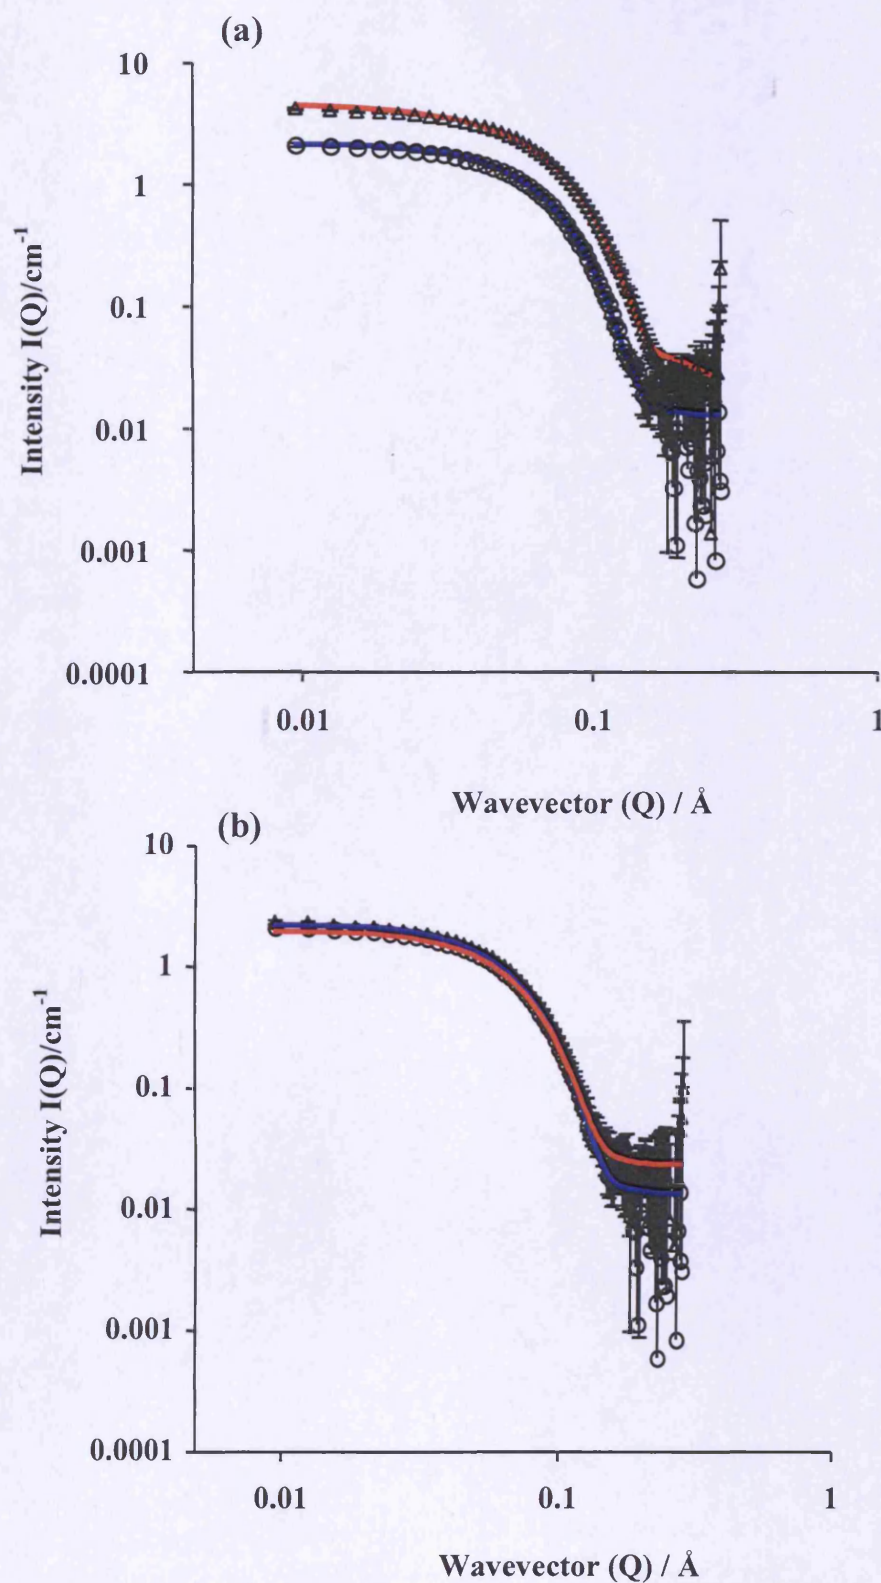 (a)
10
1
0.1
0.01
0.001
0.0001
Intensity I(Q)/cm⁻¹
0.01 0.1 1
Wavevector (Q) / Å
(b)
10
1
0.1
0.01
0.001
0.0001
Intensity I(Q)/cm⁻¹
0.01 0.1 1
Wavevector (Q) / Å